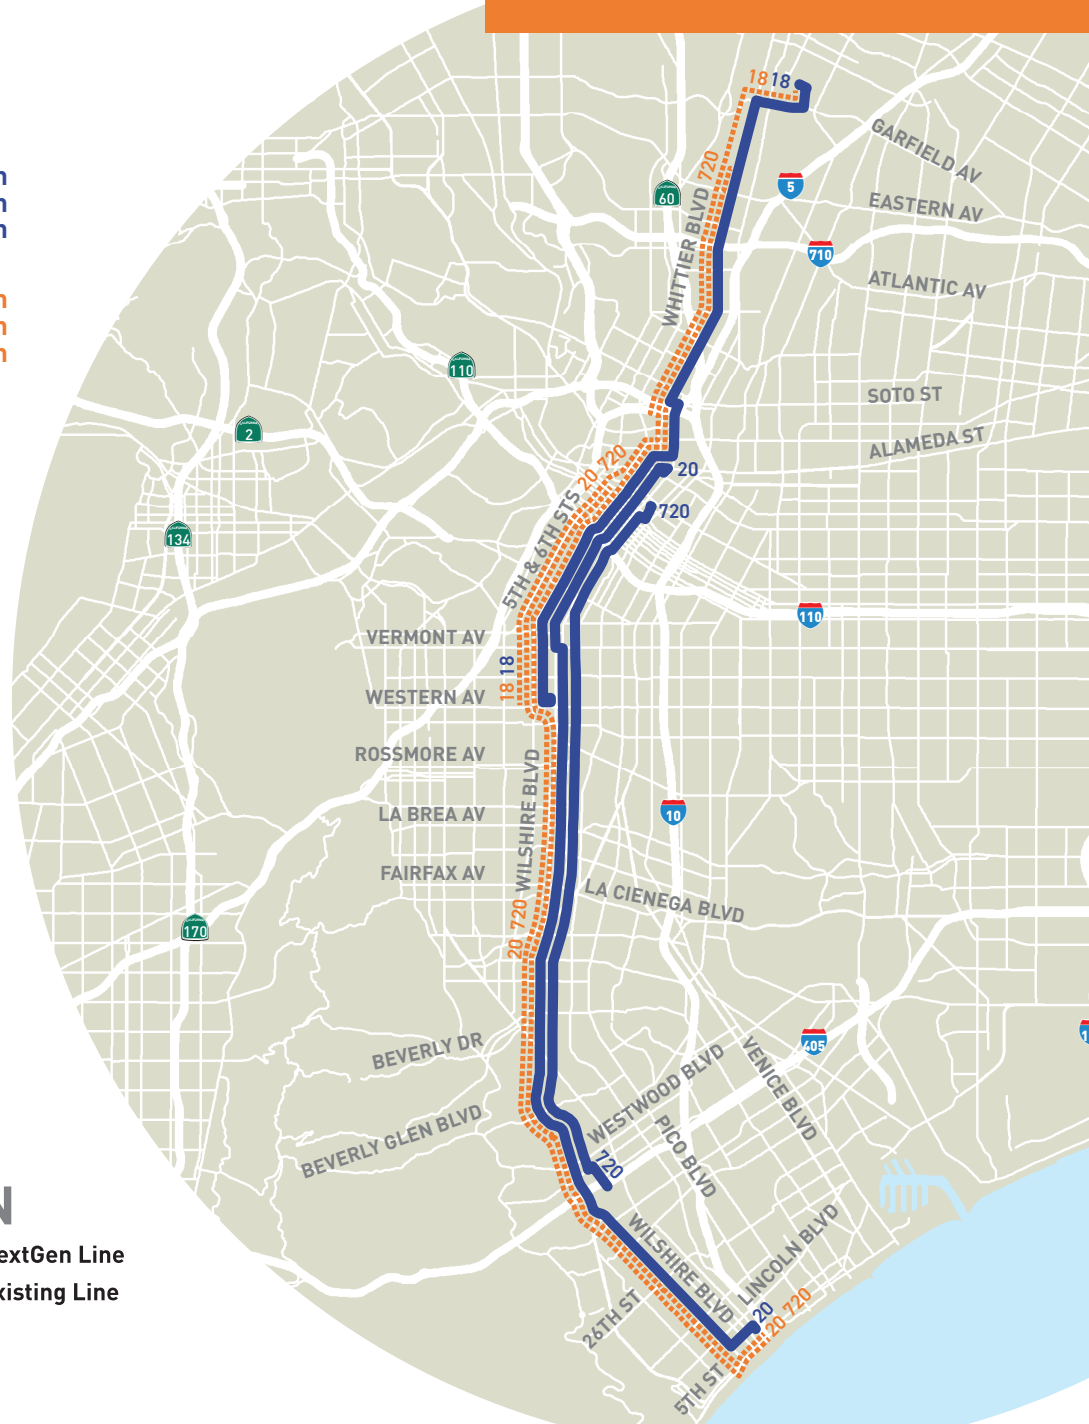 18 18
GARFIELD AV
720
5
60
EASTERN AV
WHITTIER BLVD
710
ATLANTIC AV
110
SOTO ST
2
ALAMEDA ST
20 720
20
720
5TH & 6TH STS
134
110
VERMONT AV
18 18
WESTERN AV
ROSSMORE AV
WILSHIRE BLVD
LA BREA AV
10
FAIRFAX AV
LA CIENEGA BLVD
20 720
170
BEVERLY DR
405
VENICE BLVD
WESTWOOD BLVD
BEVERLY GLEN BLVD
PICO BLVD
720
N
extGen Line
xisting Line
WILSHIRE BLVD
LINCOLN BLVD
26TH ST
20
20 720
5TH ST